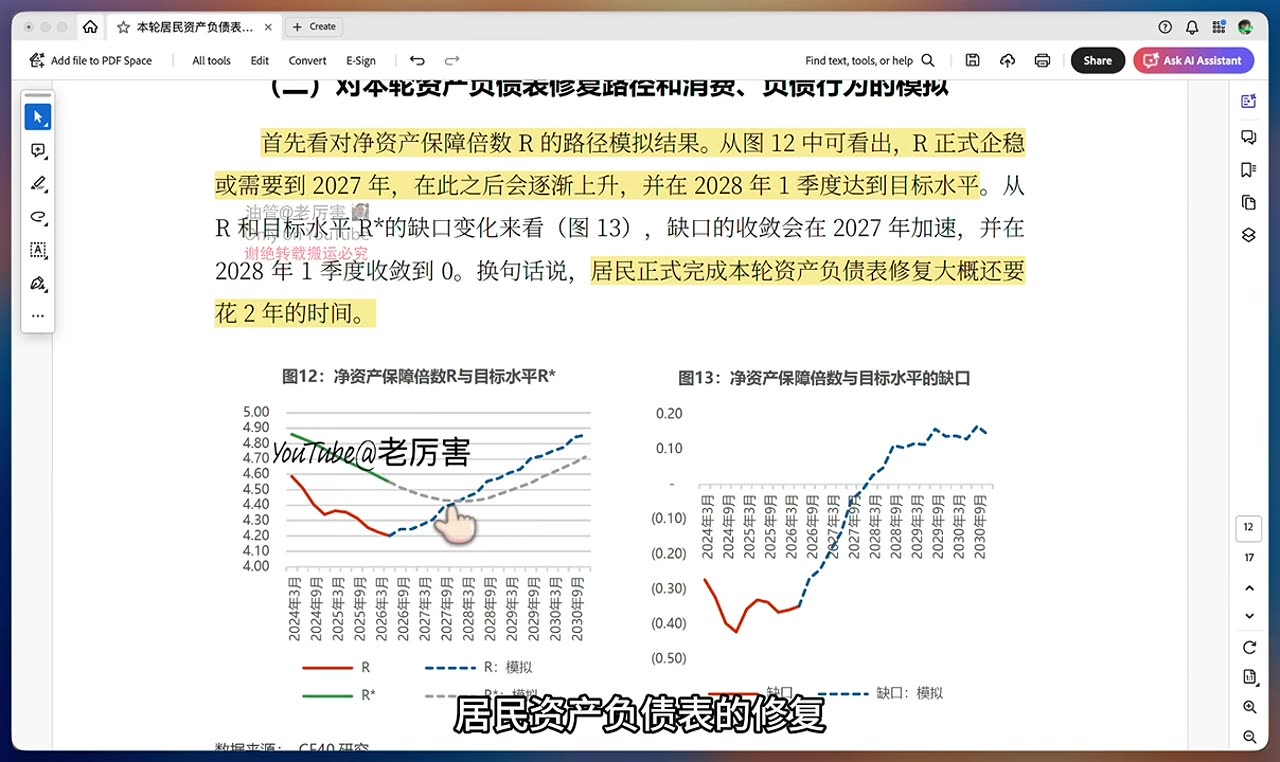 本轮居民资产负债表...
Create
Add file to PDF Space
All tools
Edit
Convert
E-Sign
Find text, tools, or help
Share
Ask AI Assistant
（二）对本轮资产负债表修复路径和消费、负债行为的模拟
首先看对净资产保障倍数 R 的路径模拟结果。从图 12 中可看出，R 正式企稳
或需要到 2027 年，在此之后会逐渐上升，并在 2028 年 1 季度达到目标水平。从
油管@老厉害
R 和目标水平 R*的缺口变化来看（图 13），缺口的收敛会在 2027 年加速，并在
谢绝转载搬运必究
2028 年 1 季度收敛到 0。换句话说，居民正式完成本轮资产负债表修复大概还要
花 2 年的时间。
图12：净资产保障倍数R与目标水平R*
5.00
4.90
4.80
4.70
4.60
4.50
4.40
4.30
4.20
4.10
4.00
YouTube@老厉害
2024年3月
2024年9月
2025年3月
2025年9月
2026年3月
2026年9月
2027年3月
2027年9月
2028年3月
2028年9月
2029年3月
2029年9月
2030年3月
2030年9月
R
R：模拟
R*
R*：模拟
图13：净资产保障倍数与目标水平的缺口
0.20
0.10
-
(0.10)
(0.20)
(0.30)
(0.40)
(0.50)
2024年3月
2024年9月
2025年3月
2025年9月
2026年3月
2026年9月
2027年3月
2027年9月
2028年3月
2028年9月
2029年3月
2029年9月
2030年3月
2030年9月
缺口
缺口：模拟
居民资产负债表的修复
数据来源： CF40 研究
12
17